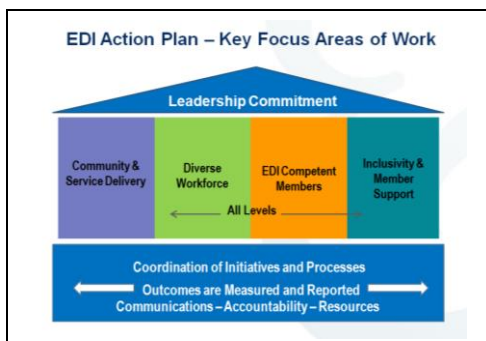 EDI Action Plan – Key Focus Areas of Work
Leadership Commitment
Community &
Service Delivery
Diverse
Workforce
EDI Competent
Members
Inclusivity &
Member
Support
All Levels
Coordination of Initiatives and Processes
Outcomes are Measured and Reported
Communications – Accountability – Resources